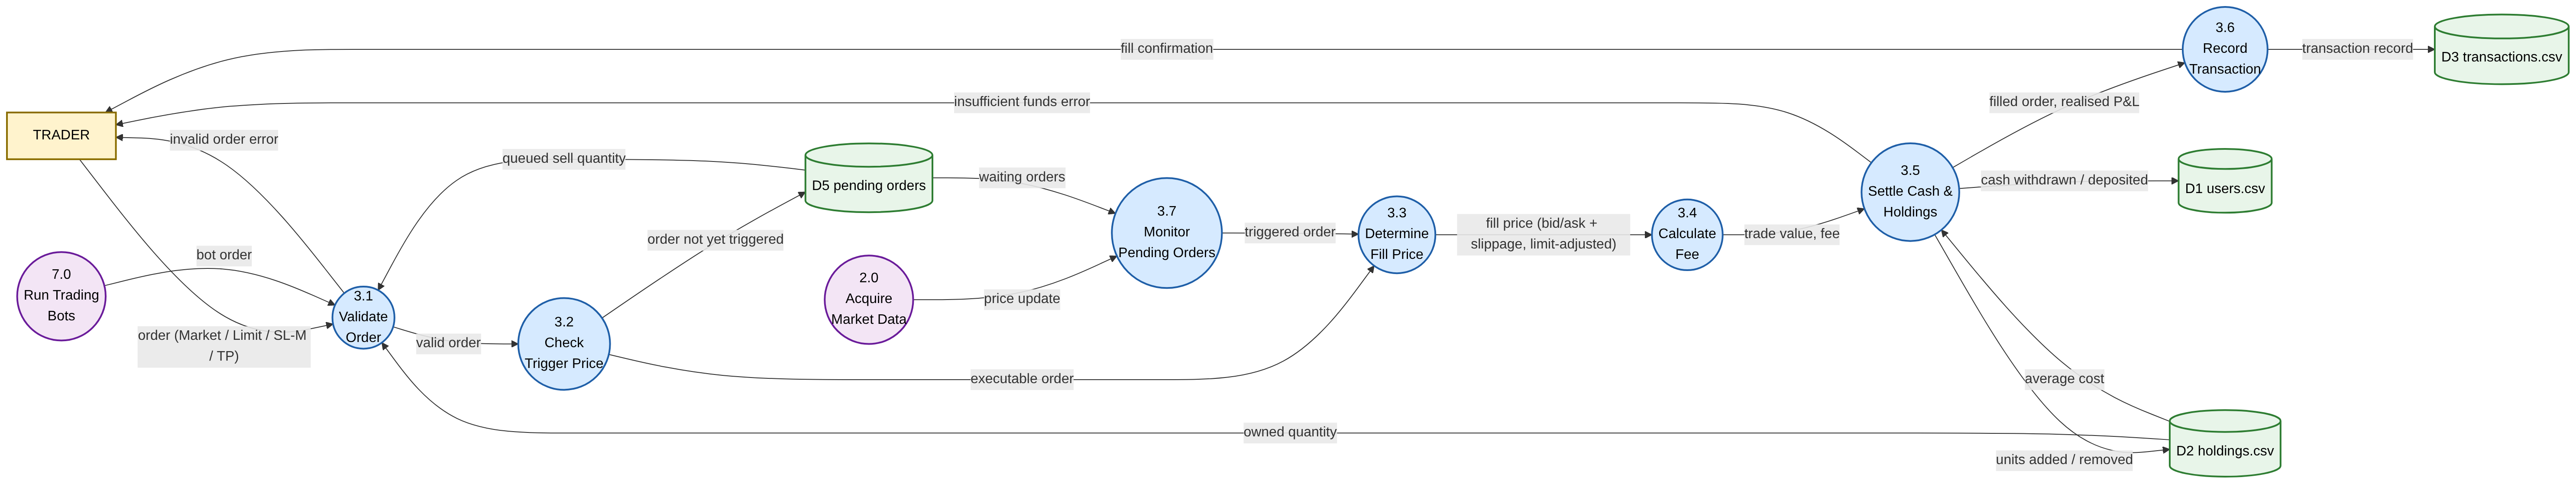 3.6
Record
Transaction
fill confirmation
transaction record
D3 transactions.csv
insufficient funds error
filled order, realised P&L
TRADER
invalid order error
queued sell quantity
D5 pending orders
waiting orders
3.5
Settle Cash &
Holdings
cash withdrawn / deposited
D1 users.csv
3.7
Monitor
Pending Orders
triggered order
3.3
Determine
Fill Price
fill price (bid/ask +
slippage, limit-adjusted)
3.4
Calculate
Fee
trade value, fee
order not yet triggered
bot order
7.0
Run Trading
Bots
2.0
Acquire
Market Data
price update
3.1
Validate
Order
order (Market / Limit / SL-M
/ TP)
valid order
3.2
Check
Trigger Price
executable order
average cost
owned quantity
units added / removed
D2 holdings.csv